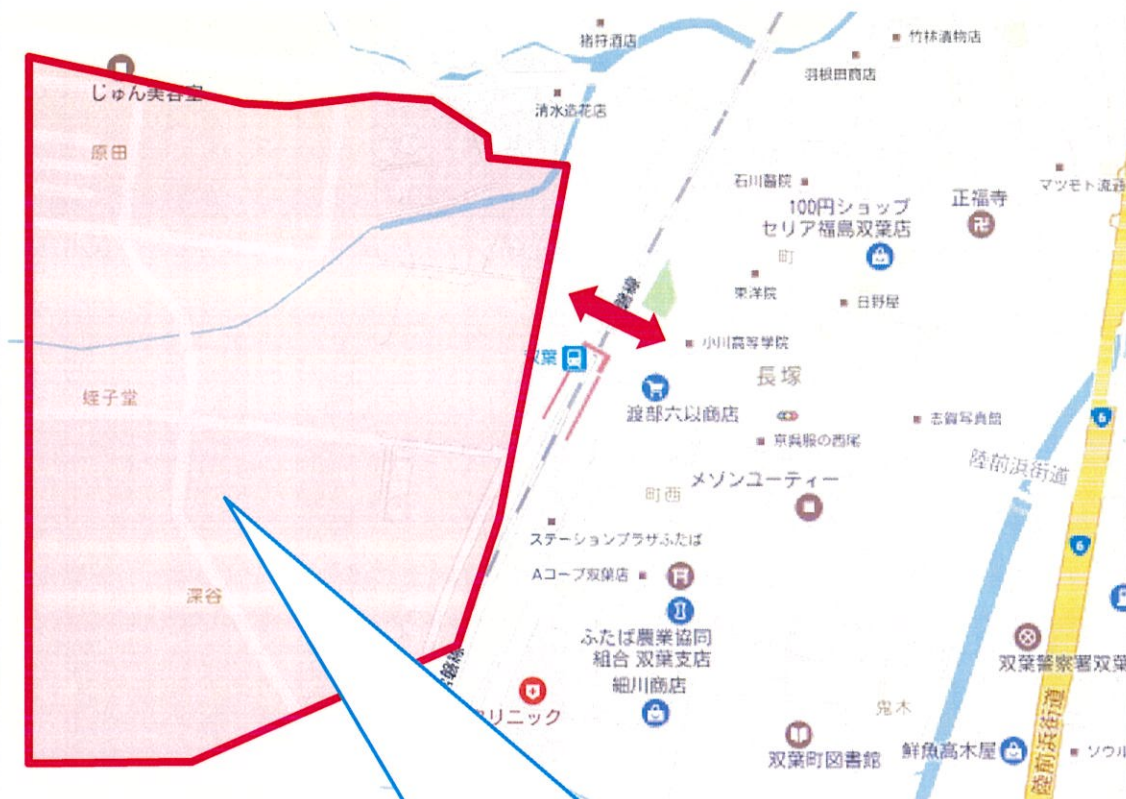 猪狩酒店
竹林漬物店
羽根田商店
じゅん美容室
清水造花店
原田
石川醫院
100円ショップ
セリア福島双葉店
正福寺
マツモト流通
町
東洋院
日野屋
磐線
小川高等学院
双葉
長塚
蛭子堂
渡部六以商店
志賀写真館
6
京呉服の西尾
陸前浜街道
メゾンユーティー
町西
ステーションプラザふたば
6
Aコープ双葉店
深谷
ふたば農業協同
組合 双葉支店
双葉警察署双葉
細川商店
磐線
クリニック
鬼木
陸前浜街道
双葉町図書館
鮮魚高木屋
ソウル